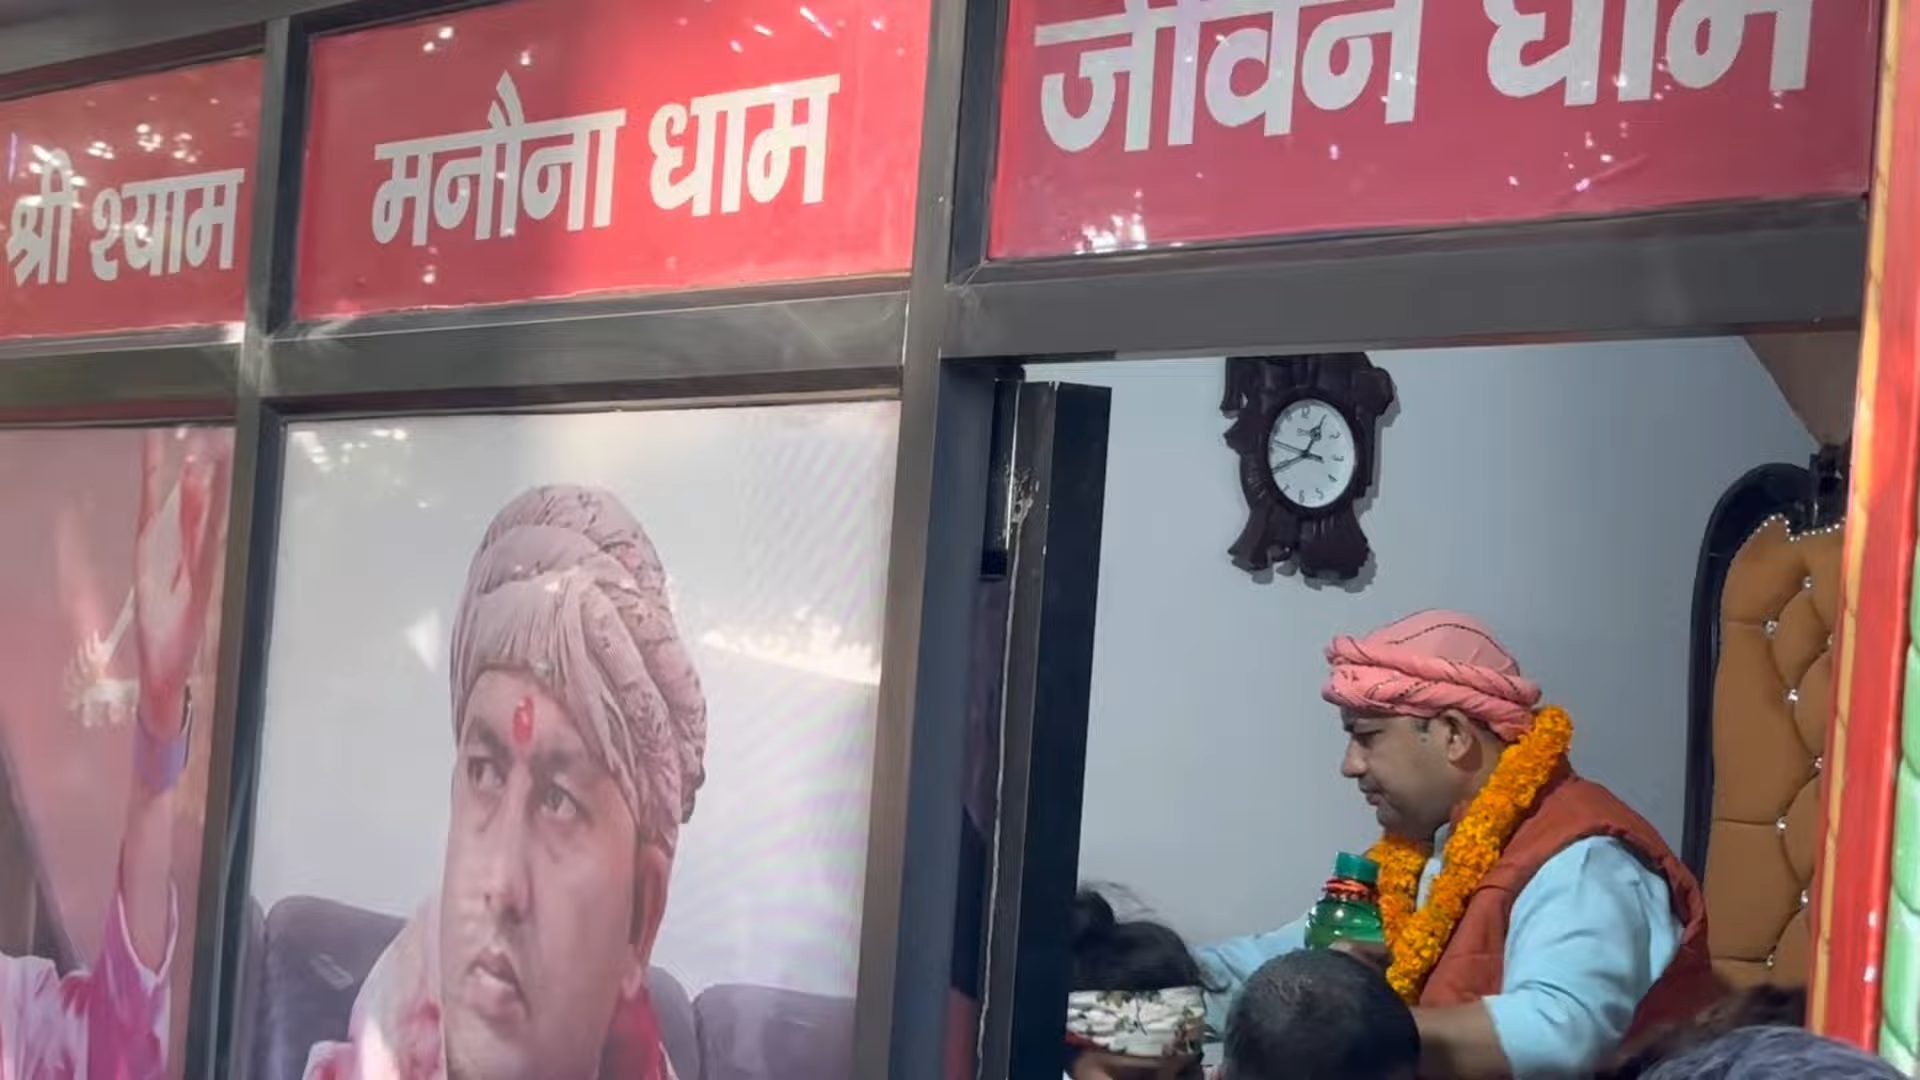 श्री श्याम
मनौना धाम
जीवन धाम